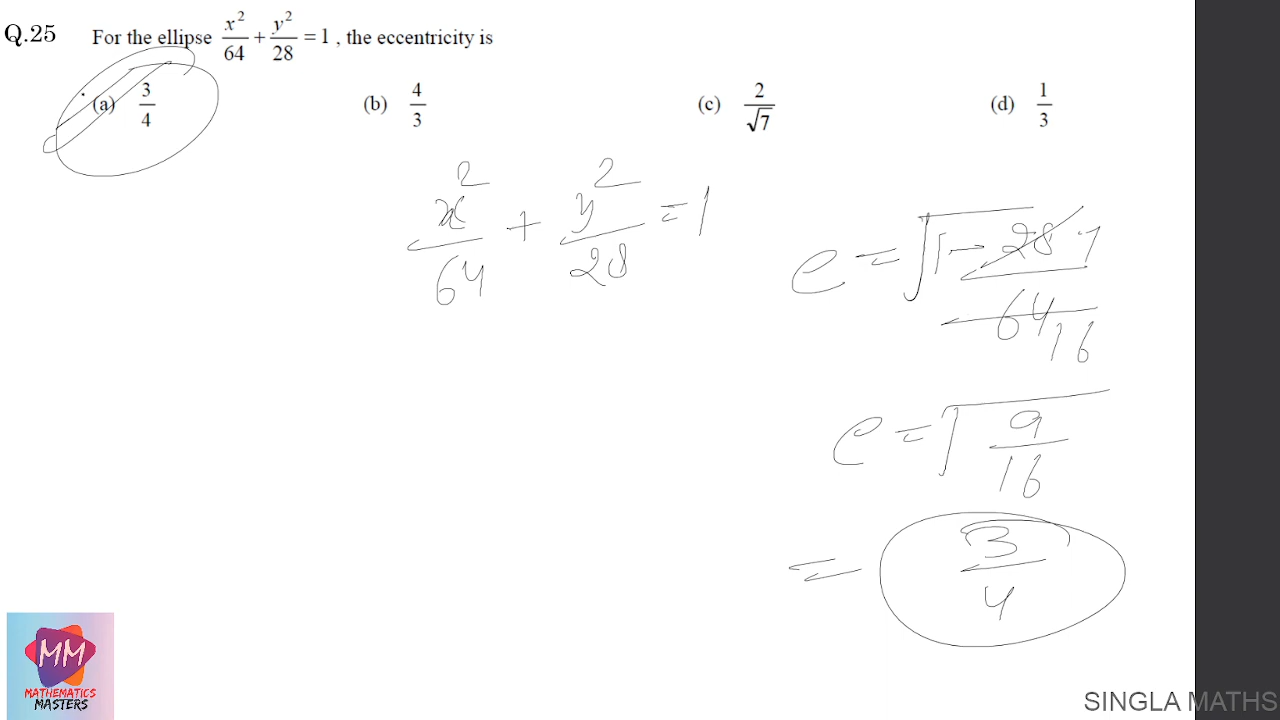 Q.25 For the ellipse x²/64 + y²/28 = 1 , the eccentricity is
(a) 3/4 (b) 4/3 (c) 2/√7 (d) 1/3
x²/64 + y²/28 = 1
e = √1 - 28 7/64 16
e = √9/16
= 3/4
MM
MATHEMATICS
MASTERS
SINGLA MATHS